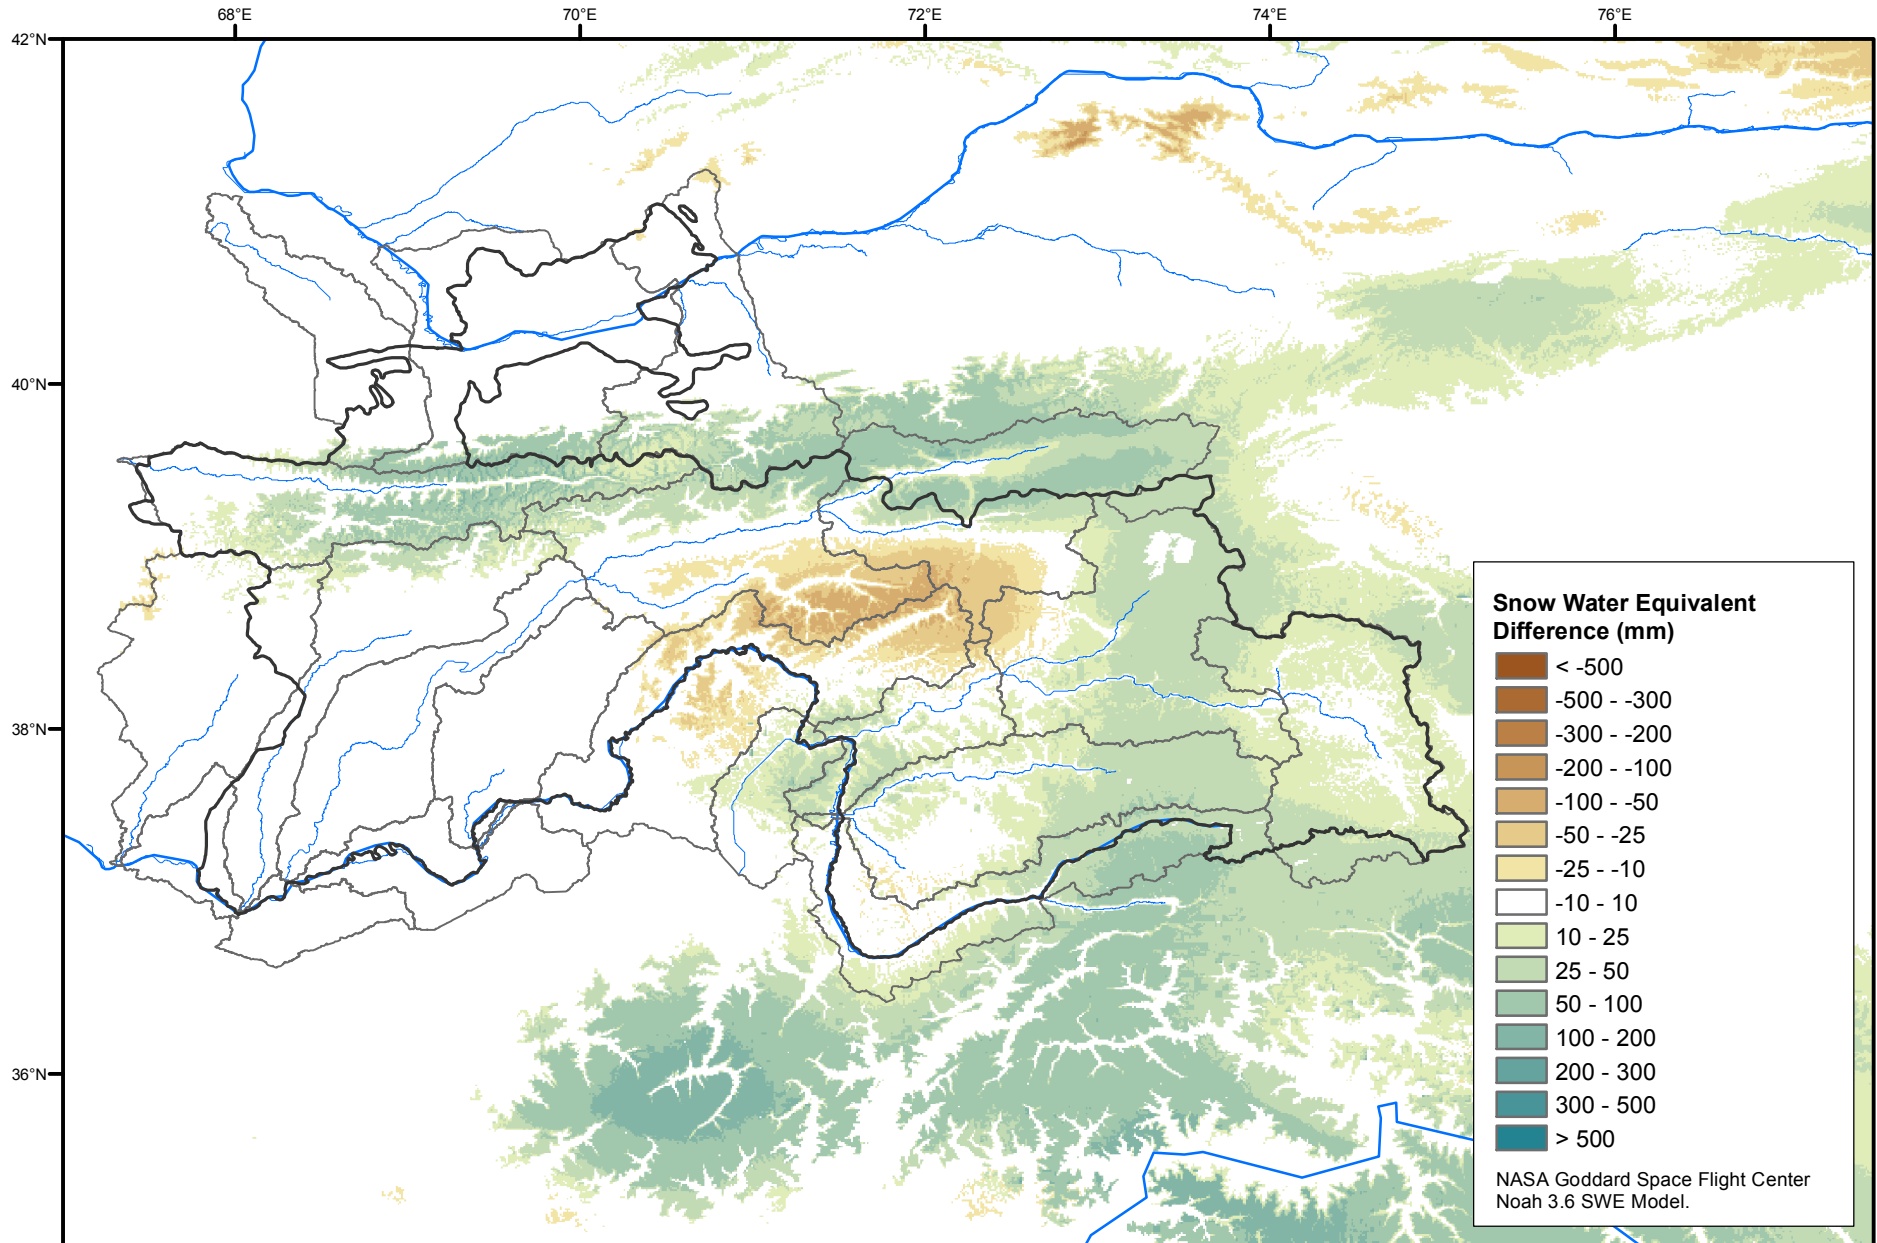 68°E
70°E
72°E
74°E
76°E
42°N
40°N
38°N
36°N
Snow Water Equivalent
Difference (mm)
< -500
-500 - -300
-300 - -200
-200 - -100
-100 - -50
-50 - -25
-25 - -10
-10 - 10
10 - 25
25 - 50
50 - 100
100 - 200
200 - 300
300 - 500
> 500
NASA Goddard Space Flight Center
Noah 3.6 SWE Model.